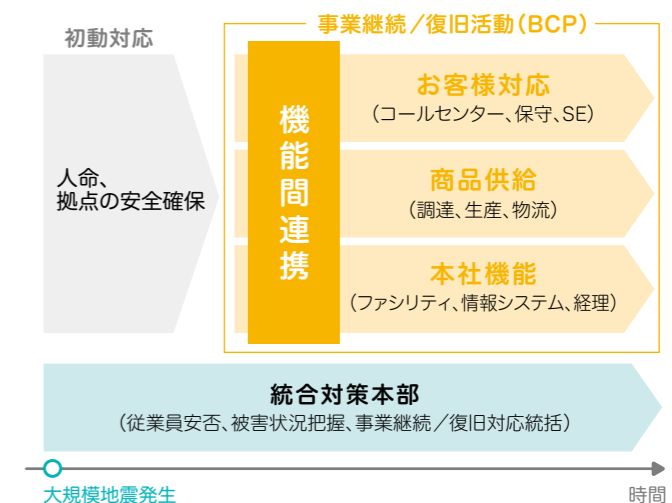 初動対応
事業継続／復旧活動（BCP）
人命、
拠点の安全確保
機能間連携
お客様対応
（コールセンター、保守、SE）
商品供給
（調達、生産、物流）
本社機能
（ファシリティ、情報システム、経理）
統合対策本部
（従業員安否、被害状況把握、事業継続／復旧対応統括）
大規模地震発生
時間